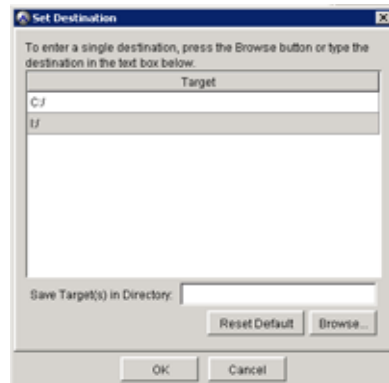 Set Destination
To enter a single destination, press the Browse button or type the
destination in the text box below.
Target
C:/
I:/
Save Target(s) in Directory:
Reset Default Browse...
OK Cancel